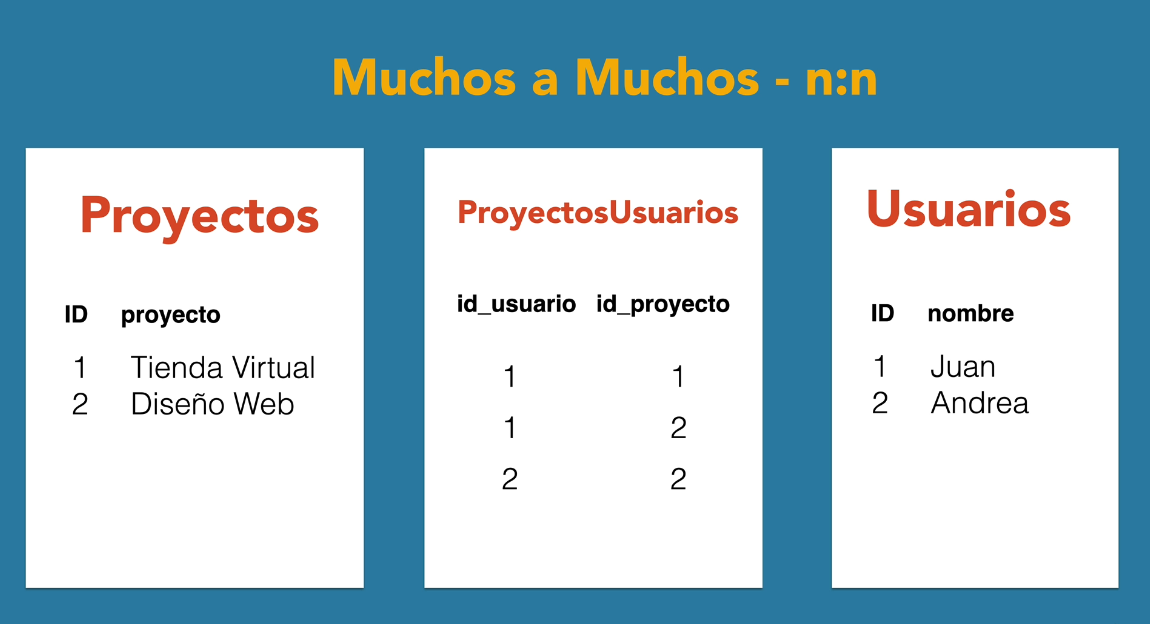 Muchos a Muchos - n:n
Proyectos
ID proyecto
1 Tienda Virtual
2 Diseño Web
ProyectosUsuarios
id_usuario id_proyecto
1 1
1 2
2 2
Usuarios
ID nombre
1 Juan
2 Andrea